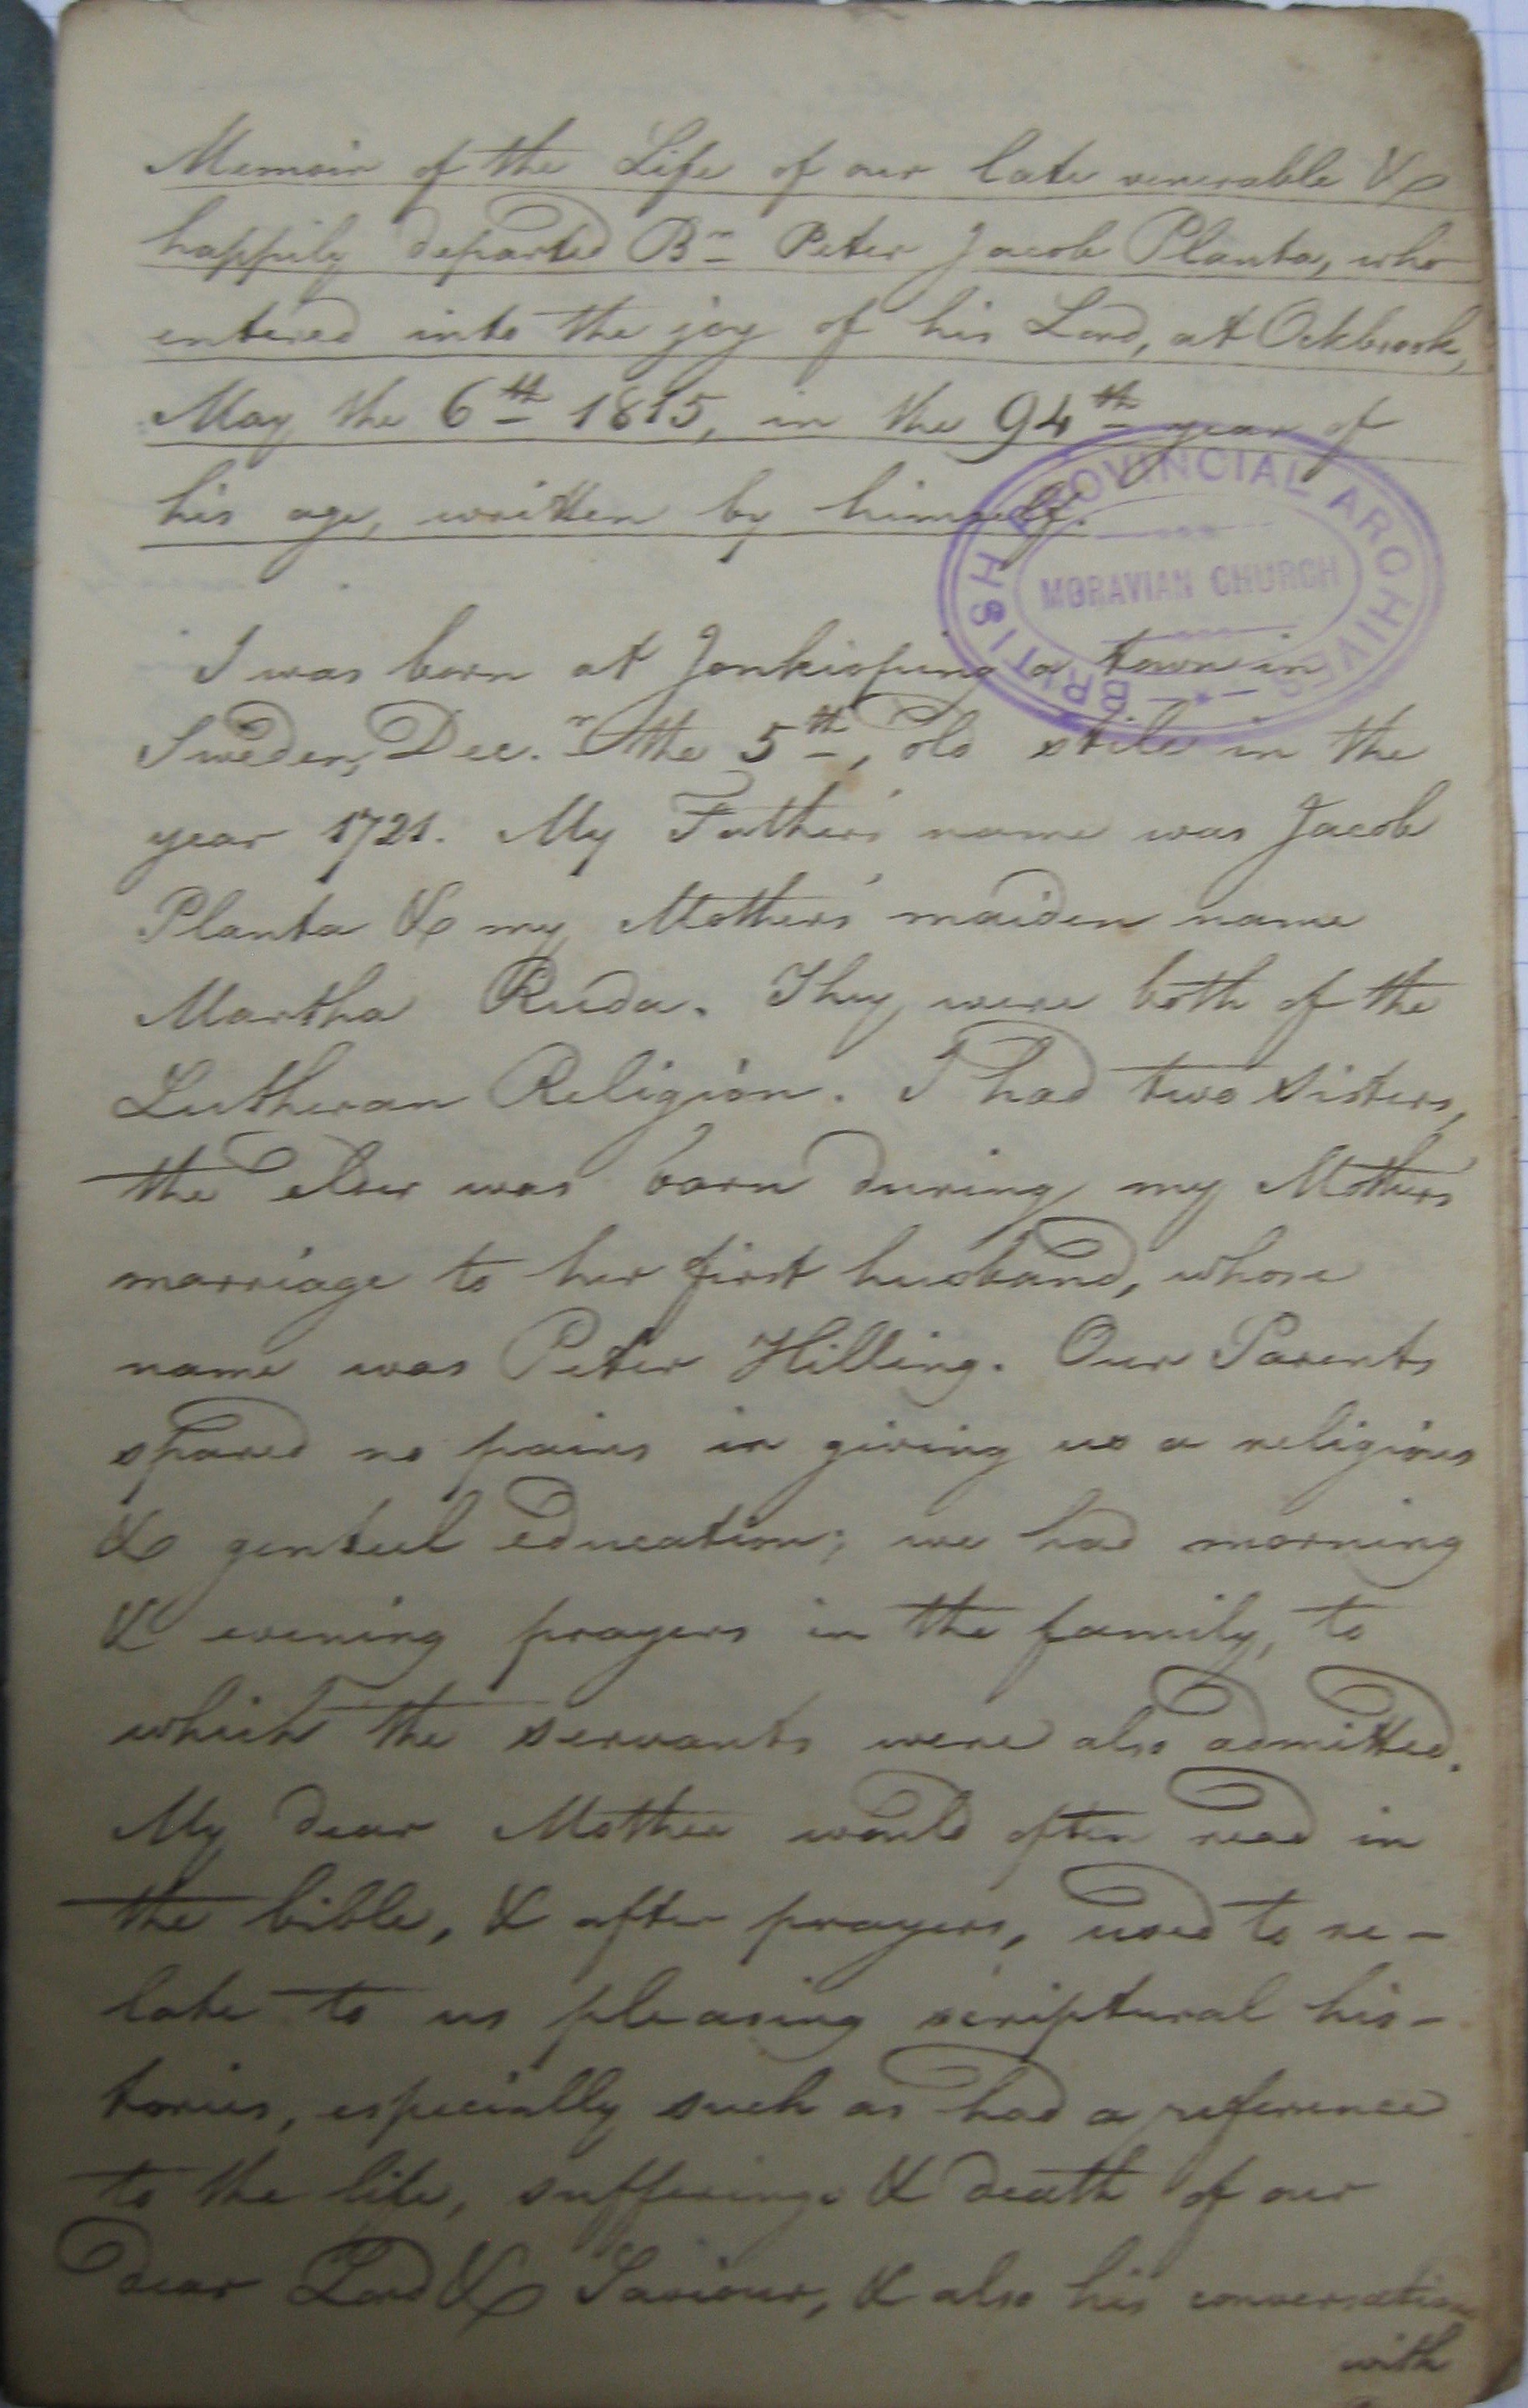 Memoir of the Life of our late venerable &
happily departed Br. Peter Jacob Planta, who
entered into the joy of his Lord, at Ockbrook,
May the 6th 1815, in the 94th year of
his age, written by himself.
BRITISH PROVINCIAL ARCHIVES
MORAVIAN CHURCH
I was born at Jonkioping a town in
Sweden, Decr. the 5th, old stile in the
year 1721. My Father's name was Jacob
Planta & my Mother's maiden name
Martha Ruda. They were both of the
Lutheran Religion. I had two Sisters,
the elder was born during my Mothers
marriage to her first husband, whose
name was Peter Hilling. Our Parents
spared no pains in giving us a religious
& genteel education; we had morning
& evening prayers in the family, to
which the servants were also admitted.
My dear Mother would often read in
the bible, & after prayers, used to re-
late to us pleasing scriptural his-
tories, especially such as had a reference
to the life, sufferings & death of our
dear Lord & Saviour, & also his conversation
with